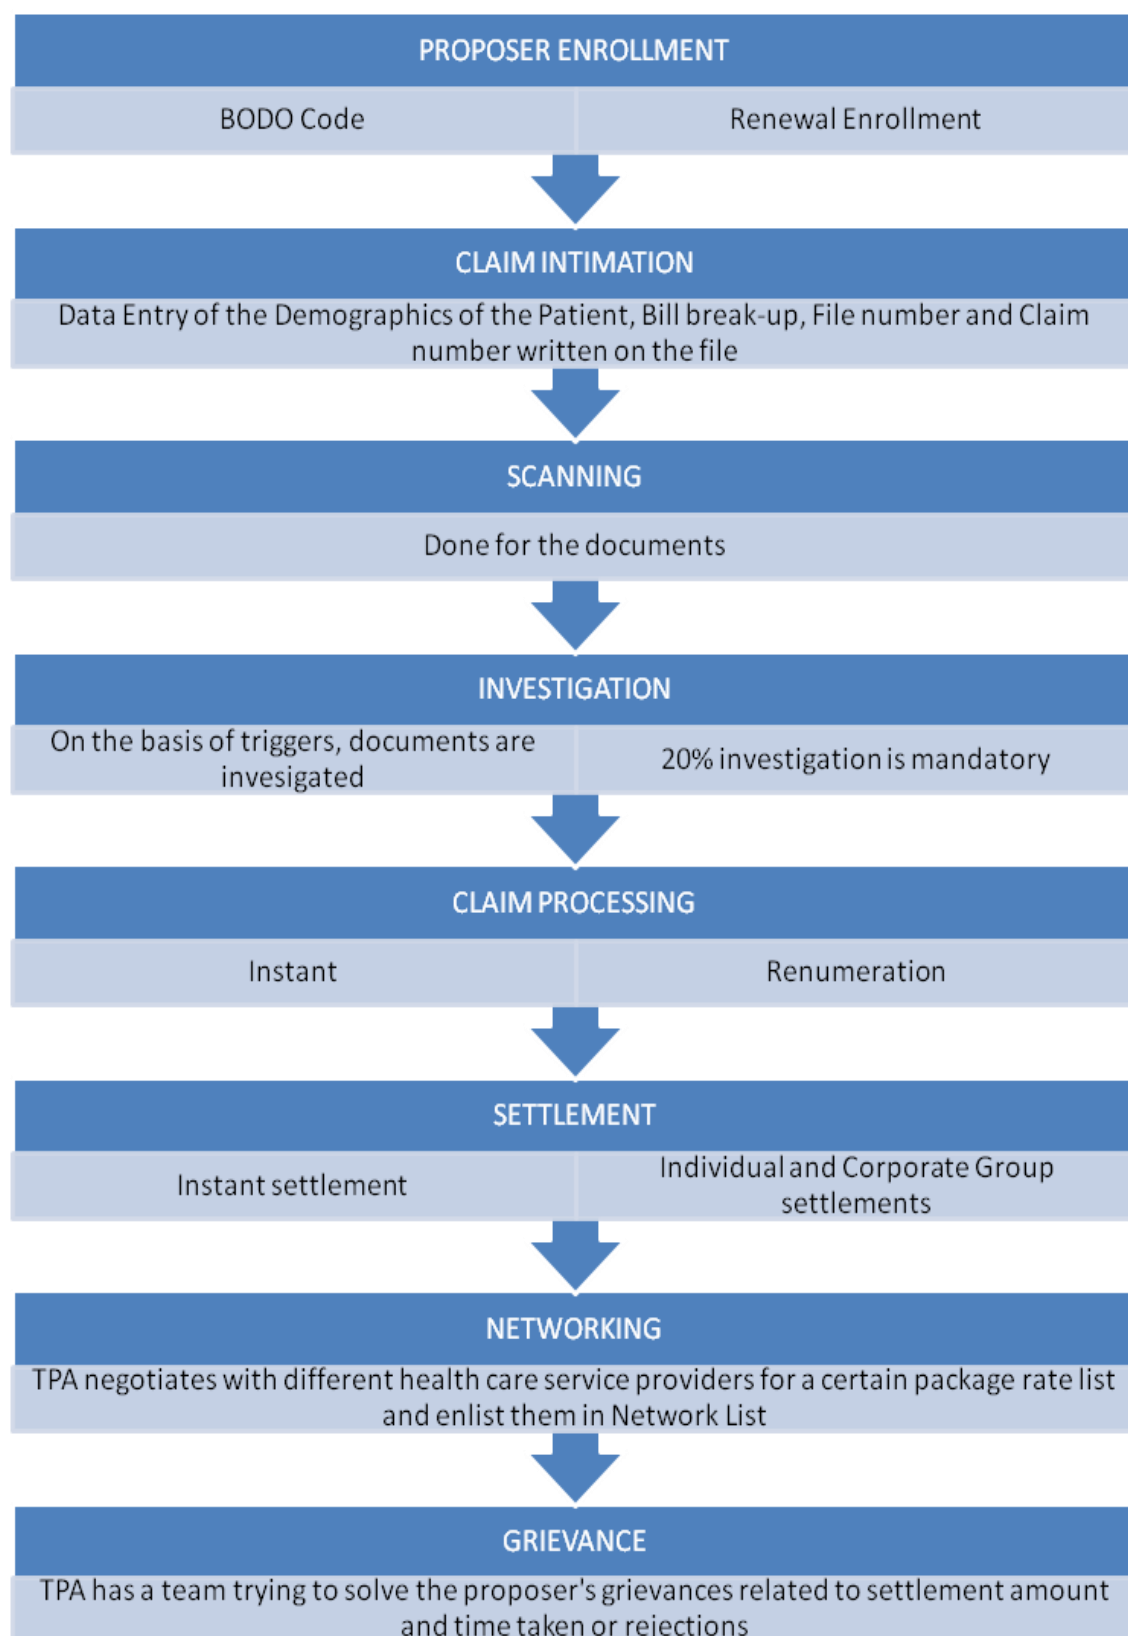 PROPOSER ENROLLMENT
BODO Code
Renewal Enrollment
CLAIM INTIMATION
Data Entry of the Demographics of the Patient, Bill break-up, File number and Claim
number written on the file
SCANNING
Done for the documents
INVESTIGATION
On the basis of triggers, documents are
invesigated
20% investigation is mandatory
CLAIM PROCESSING
Instant
Renumeration
SETTLEMENT
Instant settlement
Individual and Corporate Group
settlements
NETWORKING
TPA negotiates with different health care service providers for a certain package rate list
and enlist them in Network List
GRIEVANCE
TPA has a team trying to solve the proposer's grievances related to settlement amount
and time taken or rejections